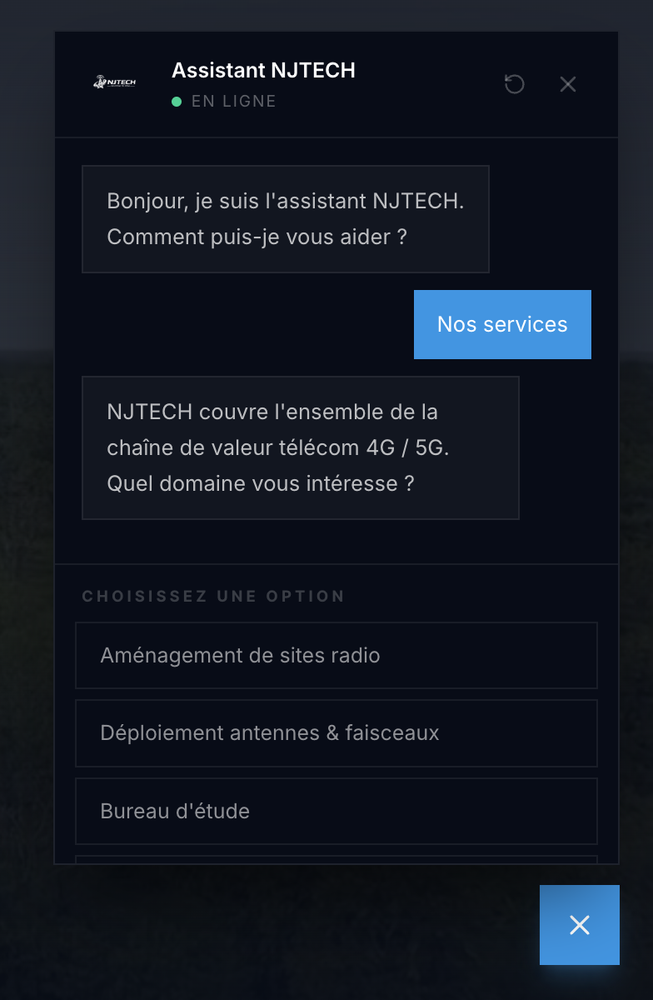 NJTECH
Assistant NJTECH
EN LIGNE
Bonjour, je suis l'assistant NJTECH.
Comment puis-je vous aider ?
Nos services
NJTECH couvre l'ensemble de la
chaîne de valeur télécom 4G / 5G.
Quel domaine vous intéresse ?
CHOISISSEZ UNE OPTION
Aménagement de sites radio
Déploiement antennes & faisceaux
Bureau d'étude